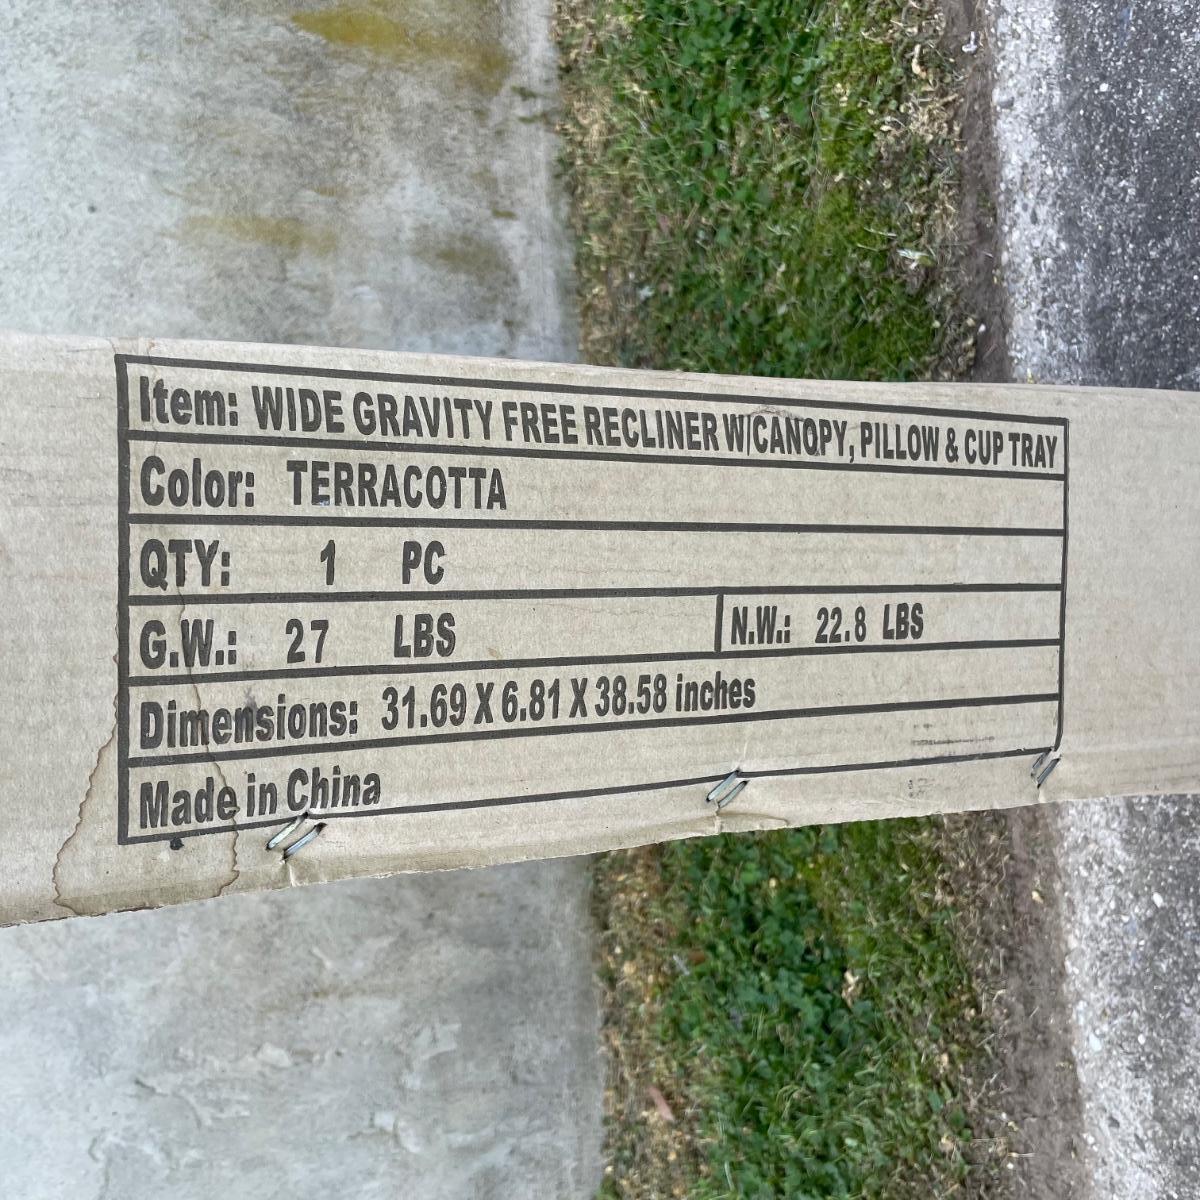 Item: WIDE GRAVITY FREE RECLINER W/CANOPY, PILLOW & CUP TRAY
Color: TERRACOTTA
QTY: 1 PC
G.W.: 27 LBS N.W.: 22.8 LBS
Dimensions: 31.69 X 6.81 X 38.58 inches
Made in China